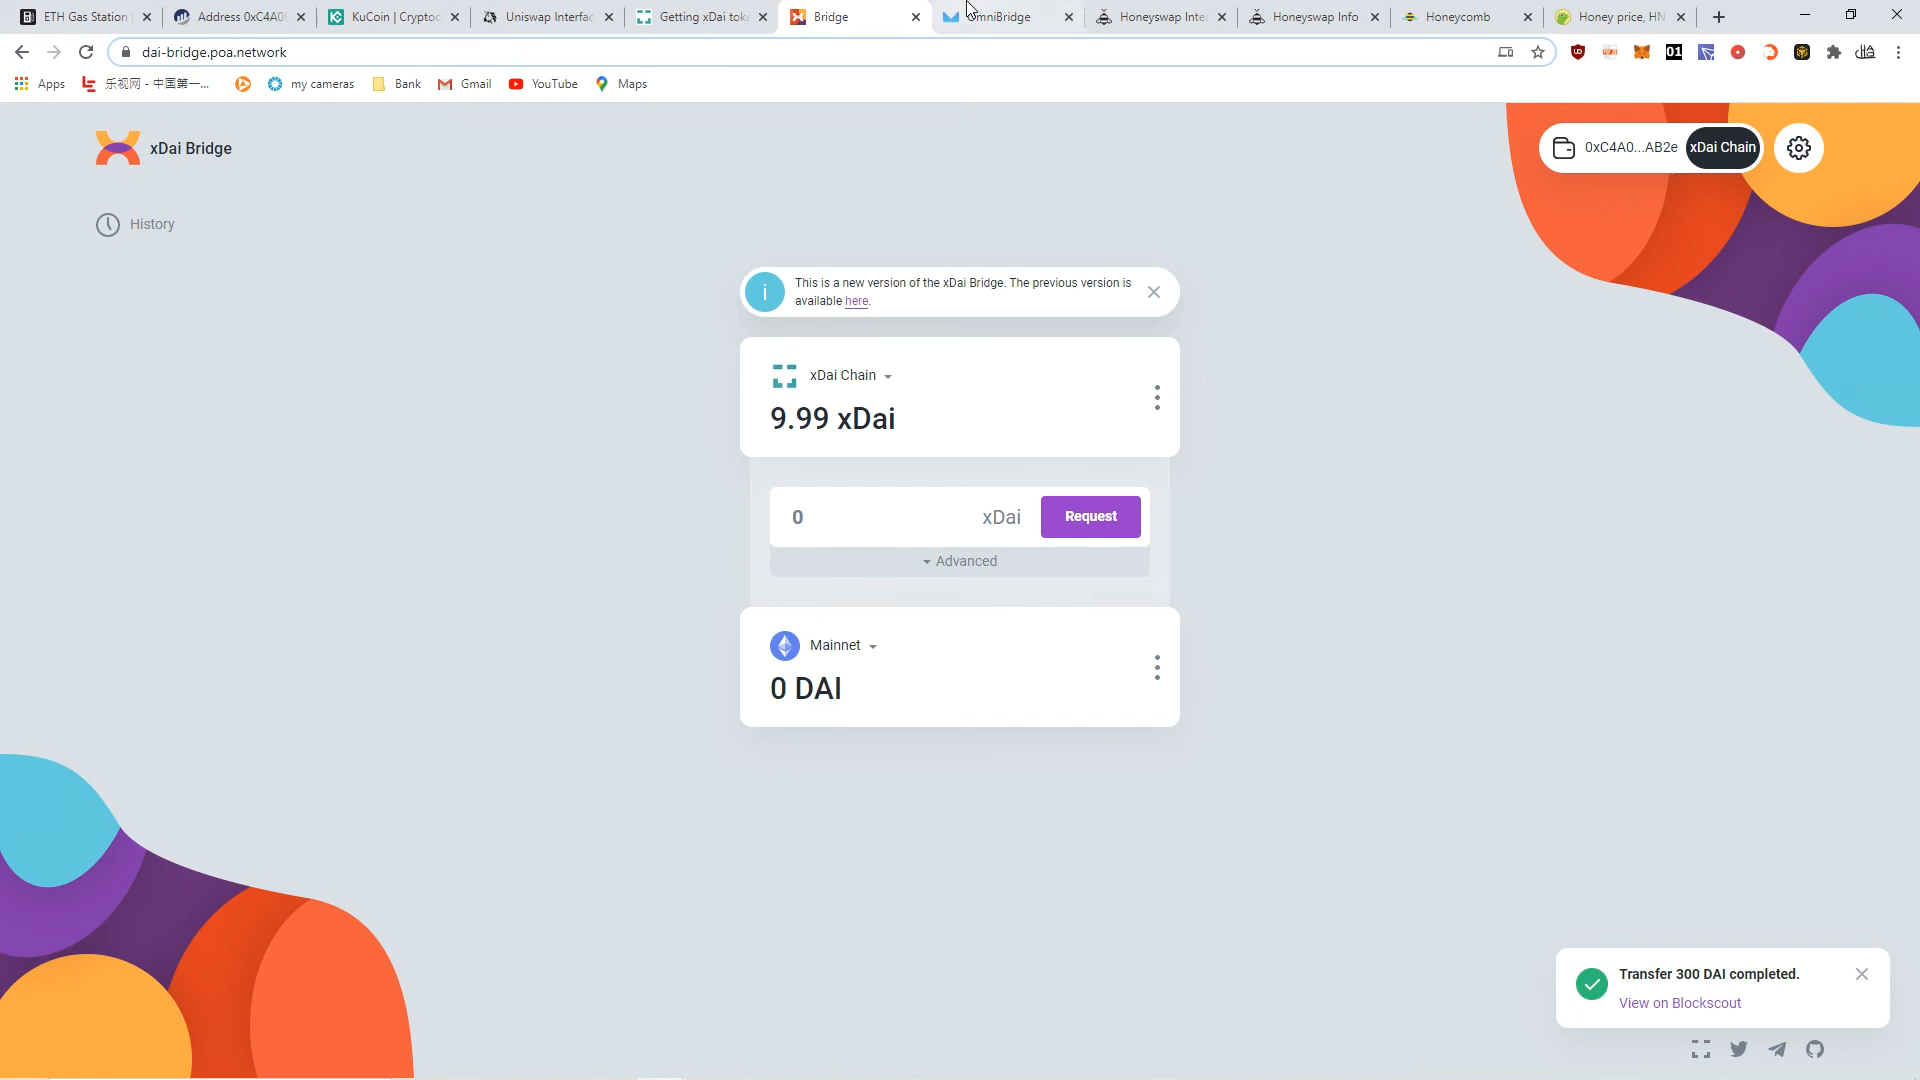 ETH Gas Station
Address 0xC4A0
KuCoin | Cryptoc
Uniswap Interfac
Getting xDai toke
Bridge
OmniBridge
Honeyswap Inter
Honeyswap Info
Honeycomb
Honey price, HN
dai-bridge.poa.network
Apps
乐视网 - 中国第一...
my cameras
Bank
Gmail
YouTube
Maps
xDai Bridge
0xC4A0...AB2e
xDai Chain
History
This is a new version of the xDai Bridge. The previous version is
available here.
xDai Chain
9.99 xDai
0
xDai
Request
Advanced
Mainnet
0 DAI
Transfer 300 DAI completed.
View on Blockscout